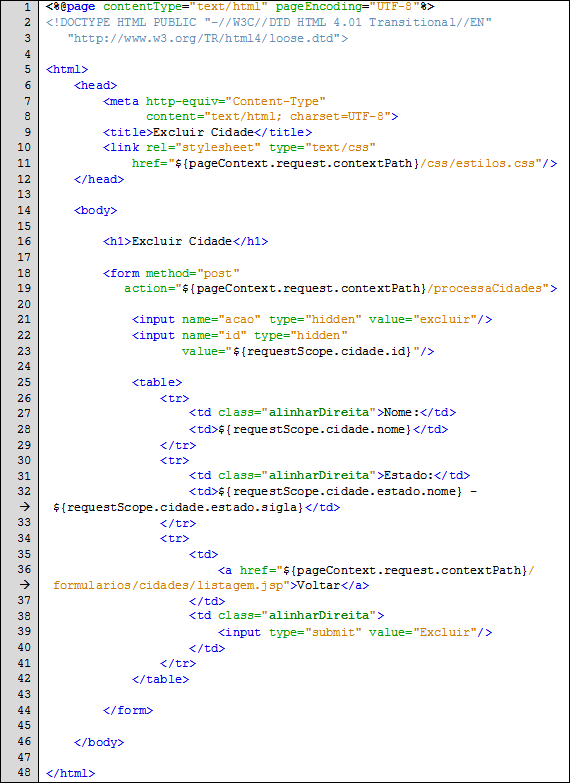 1 <%@page contentType="text/html" pageEncoding="UTF-8"%>
2 <!DOCTYPE HTML PUBLIC "-//W3C//DTD HTML 4.01 Transitional//EN"
3 "http://www.w3.org/TR/html4/loose.dtd">
4
5 <html>
6 <head>
7 <meta http-equiv="Content-Type"
8 content="text/html; charset=UTF-8">
9 <title>Excluir Cidade</title>
10 <link rel="stylesheet" type="text/css"
11 href="${pageContext.request.contextPath}/css/estilos.css"/>
12 </head>
13
14 <body>
15
16 <h1>Excluir Cidade</h1>
17
18 <form method="post"
19 action="${pageContext.request.contextPath}/processaCidades">
20
21 <input name="acao" type="hidden" value="excluir"/>
22 <input name="id" type="hidden"
23 value="${requestScope.cidade.id}"/>
24
25 <table>
26 <tr>
27 <td class="alinharDireita">Nome:</td>
28 <td>${requestScope.cidade.nome}</td>
29 </tr>
30 <tr>
31 <td class="alinharDireita">Estado:</td>
32 <td>${requestScope.cidade.estado.nome} -
→ ${requestScope.cidade.estado.sigla}</td>
33 </tr>
34 <tr>
35 <td>
36 <a href="${pageContext.request.contextPath}/
→ formularios/cidades/listagem.jsp">Voltar</a>
37 </td>
38 <td class="alinharDireita">
39 <input type="submit" value="Excluir"/>
40 </td>
41 </tr>
42 </table>
43
44 </form>
45
46 </body>
47
48 </html>